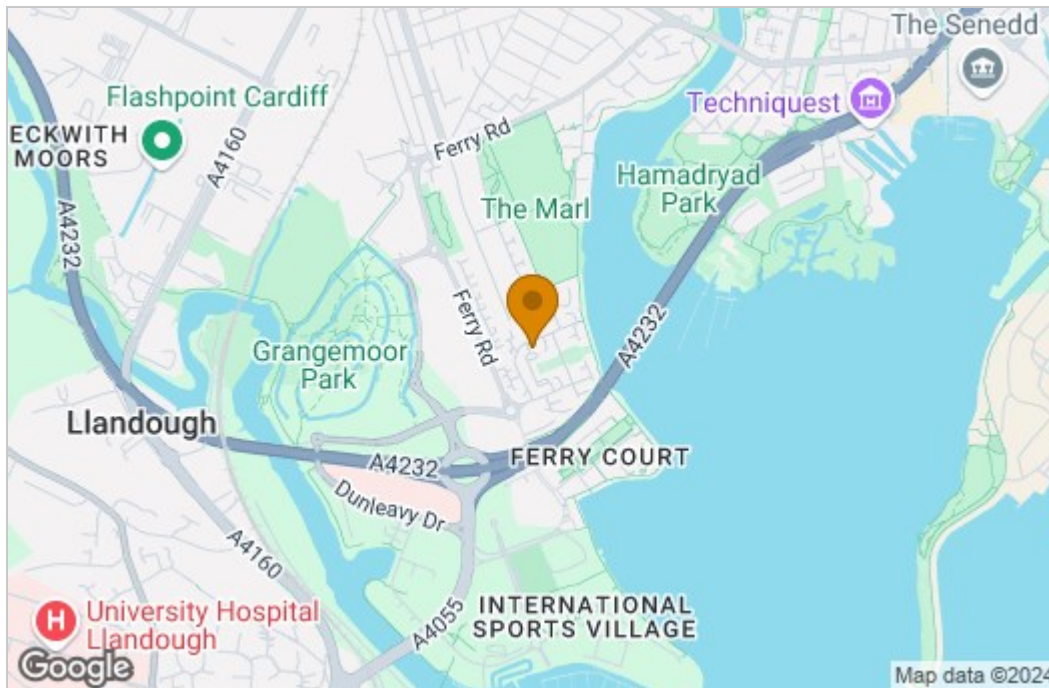 The Senedd
Flashpoint Cardiff
Techniquest
ECKWITH
MOORS
A4160
Ferry Rd
Hamadryad
Park
The Marl
A4232
Ferry Rd
A4232
Grangemoor
Park
Llandough
A4232
FERRY COURT
Dunleavy Dr
A4160
A4055
INTERNATIONAL
SPORTS VILLAGE
H
University Hospital
Llandough
Google
Map data ©2024